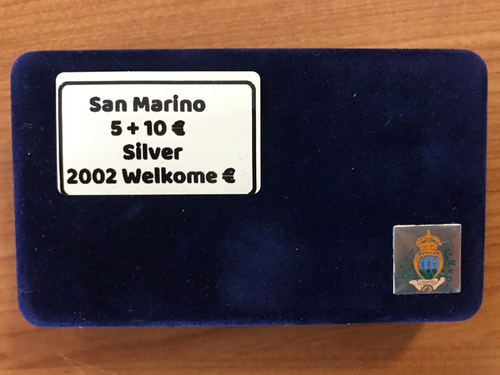 San Marino
5 + 10 €
Silver
2002 Welkome €